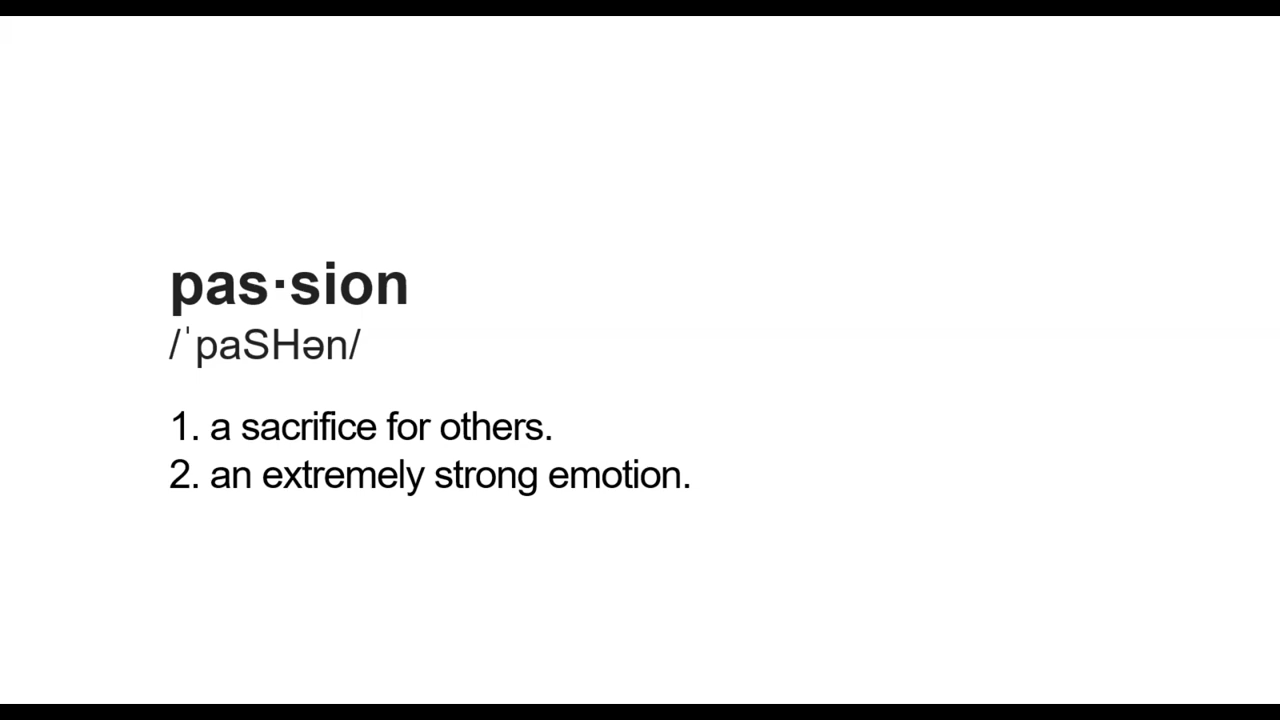 pas·sion
/ˈpaSHən/
1. a sacrifice for others.
2. an extremely strong emotion.